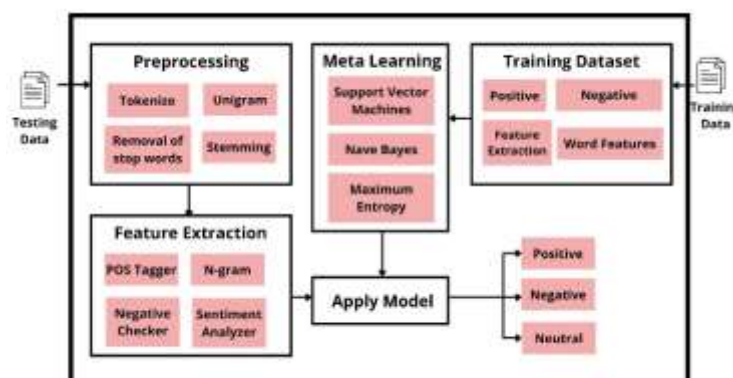 Preprocessing
Tokenize
Unigram
Removal of
stop words
Stemming
Meta Learning
Support Vector
Machines
Nave Bayes
Maximum
Entropy
Training Dataset
Positive
Negative
Feature
Extraction
Word Features
Testing
Data
Training
Data
Feature Extraction
POS Tagger
N-gram
Negative
Checker
Sentiment
Analyzer
Apply Model
Positive
Negative
Neutral